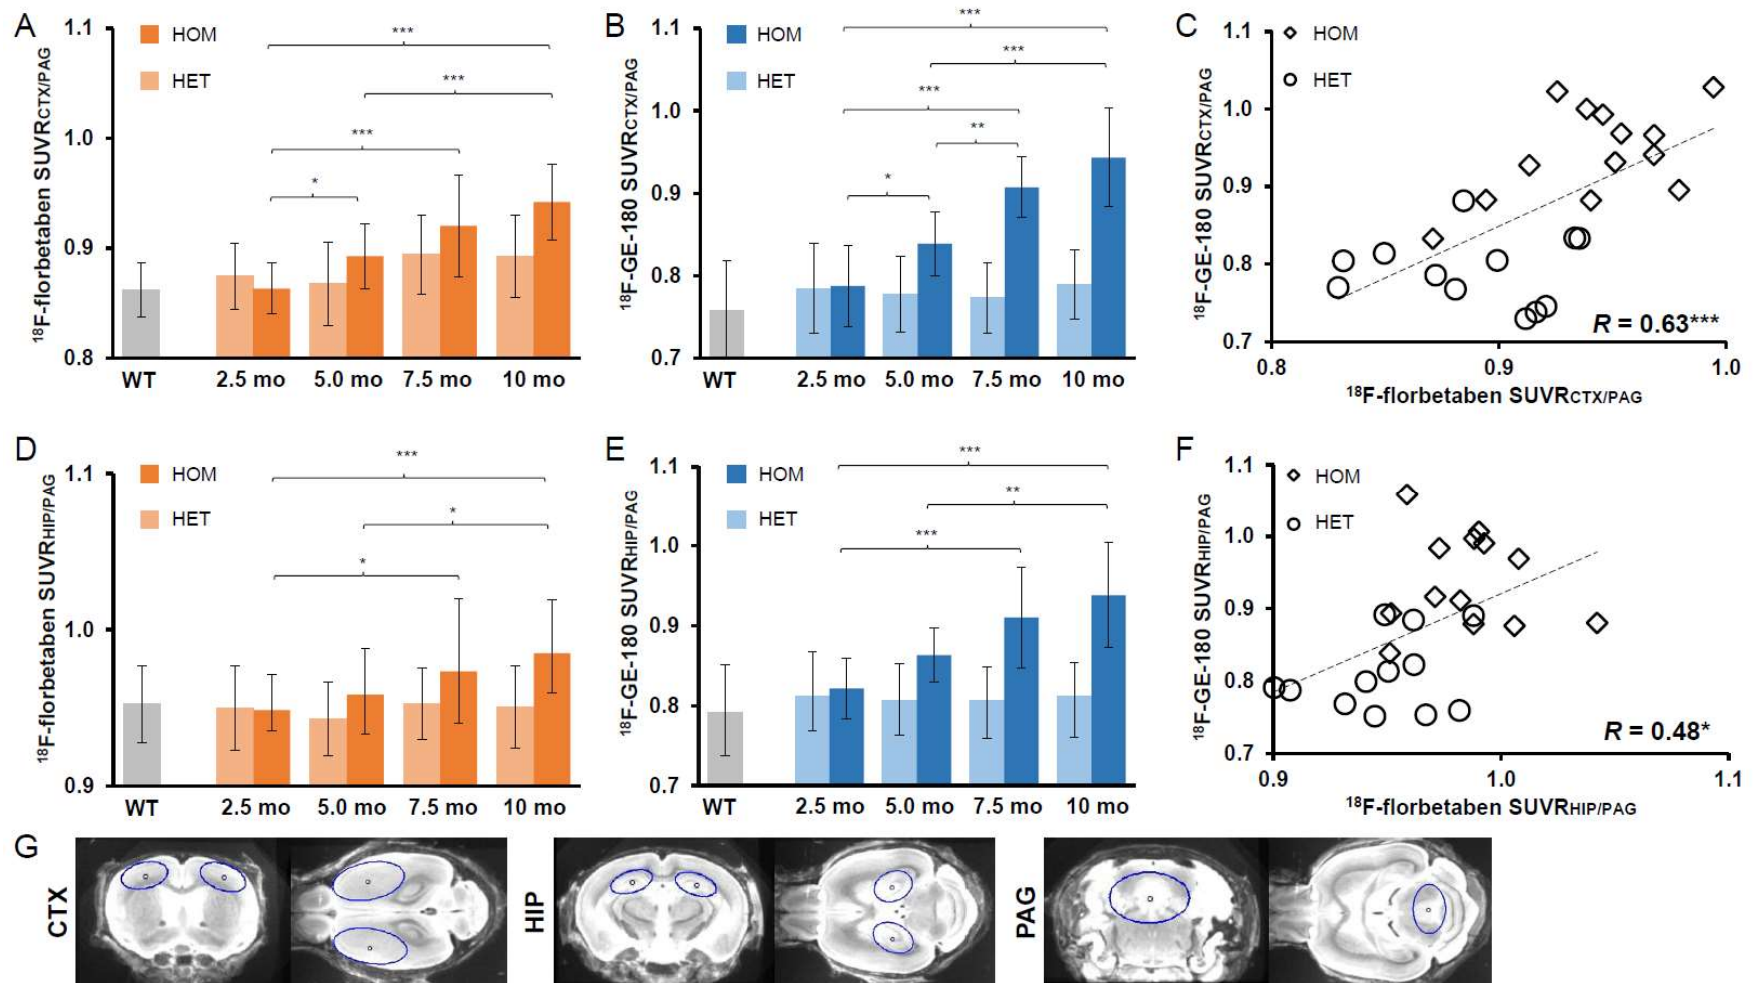 A
¹⁸F-florbetaben SUVRCTX/PAG
1.1
1.0
0.9
0.8
HOM
HET
***
***
***
*
WT
2.5 mo
5.0 mo
7.5 mo
10 mo
B
¹⁸F-GE-180 SUVRCTX/PAG
1.1
1.0
0.9
0.8
0.7
HOM
HET
***
***
***
**
*
WT
2.5 mo
5.0 mo
7.5 mo
10 mo
C
¹⁸F-GE-180 SUVRCTX/PAG
1.1
1.0
0.9
0.8
0.7
HOM
HET
R = 0.63***
0.8
0.9
1.0
¹⁸F-florbetaben SUVRCTX/PAG
D
¹⁸F-florbetaben SUVRHIP/PAG
1.1
1.0
0.9
HOM
HET
***
*
*
WT
2.5 mo
5.0 mo
7.5 mo
10 mo
E
¹⁸F-GE-180 SUVRHIP/PAG
1.1
1.0
0.9
0.8
0.7
HOM
HET
***
**
***
WT
2.5 mo
5.0 mo
7.5 mo
10 mo
F
¹⁸F-GE-180 SUVRHIP/PAG
1.1
1.0
0.9
0.8
0.7
HOM
HET
R = 0.48*
0.9
1.0
1.1
¹⁸F-florbetaben SUVRHIP/PAG
G
CTX
HIP
PAG